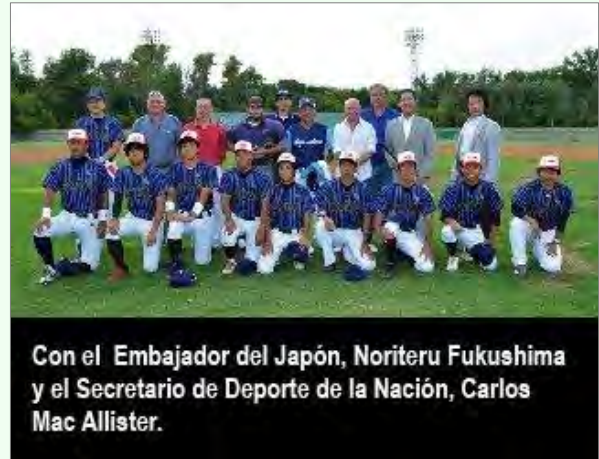 Con el Embajador del Japón, Noriteru Fukushima
y el Secretario de Deporte de la Nación, Carlos
Mac Allister.